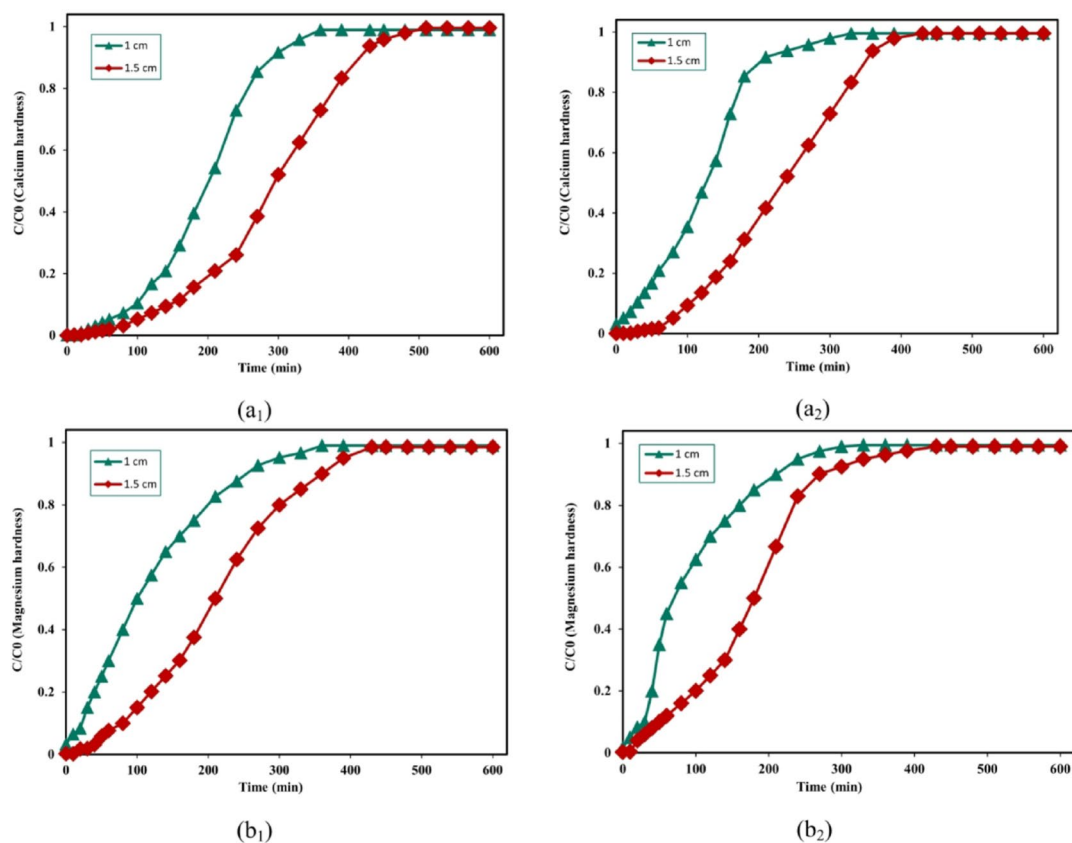 1
0.8
0.6
0.4
0.2
0
C/C0 (Calcium hardness)
1 cm
1.5 cm
0 100 200 300 400 500 600
Time (min)
(a₁)
1
0.8
0.6
0.4
0.2
0
C/C0 (Calcium hardness)
1 cm
1.5 cm
0 100 200 300 400 500 600
Time (min)
(a₂)
1
0.8
0.6
0.4
0.2
0
C/C0 (Magnesium hardness)
1 cm
1.5 cm
0 100 200 300 400 500 600
Time (min)
(b₁)
1
0.8
0.6
0.4
0.2
0
C/C0 (Magnesium hardness)
1 cm
1.5 cm
0 100 200 300 400 500 600
Time (min)
(b₂)